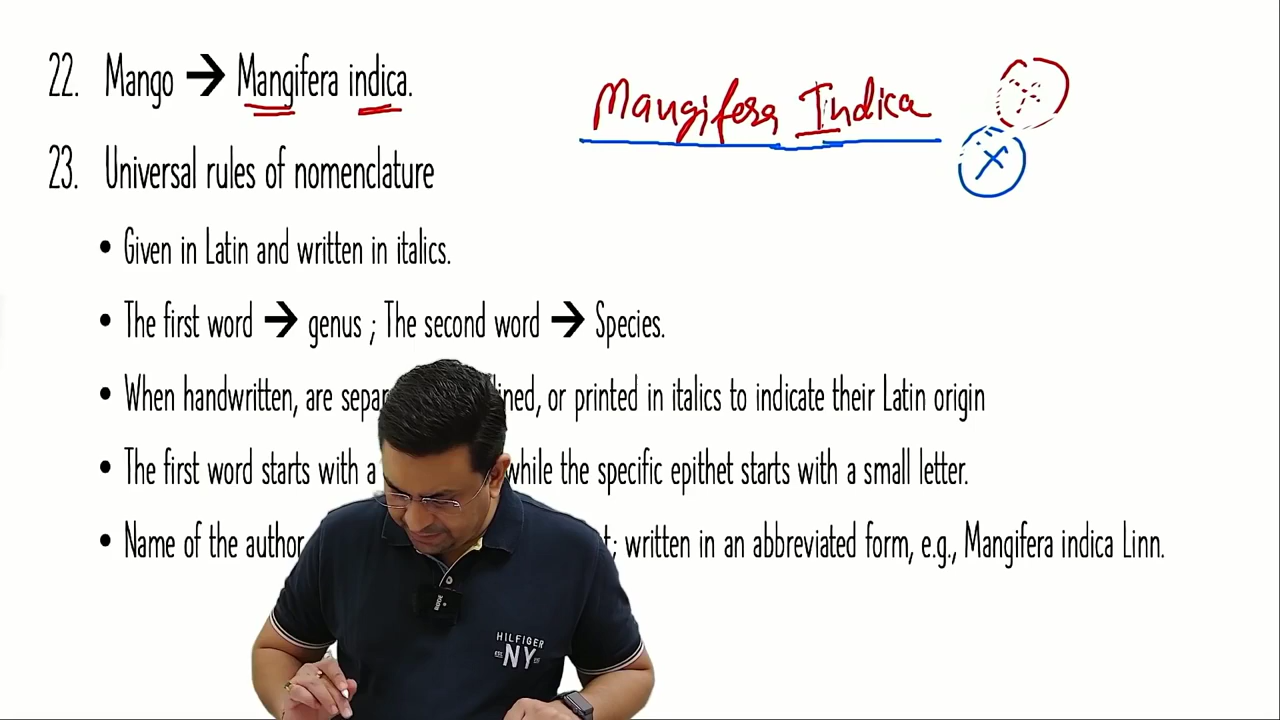 22. Mango → Mangifera indica.
Mangifera Indica
X
23. Universal rules of nomenclature
• Given in Latin and written in italics.
• The first word → genus ; The second word → Species.
• When handwritten, are ined, or printed in italics to indicate their Latin origin
• The first word starts with a while the specific epithet starts with a small letter.
• Name of the author t; written in an abbreviated form, e.g., Mangifera indica Linn.
HILFIGER
NY